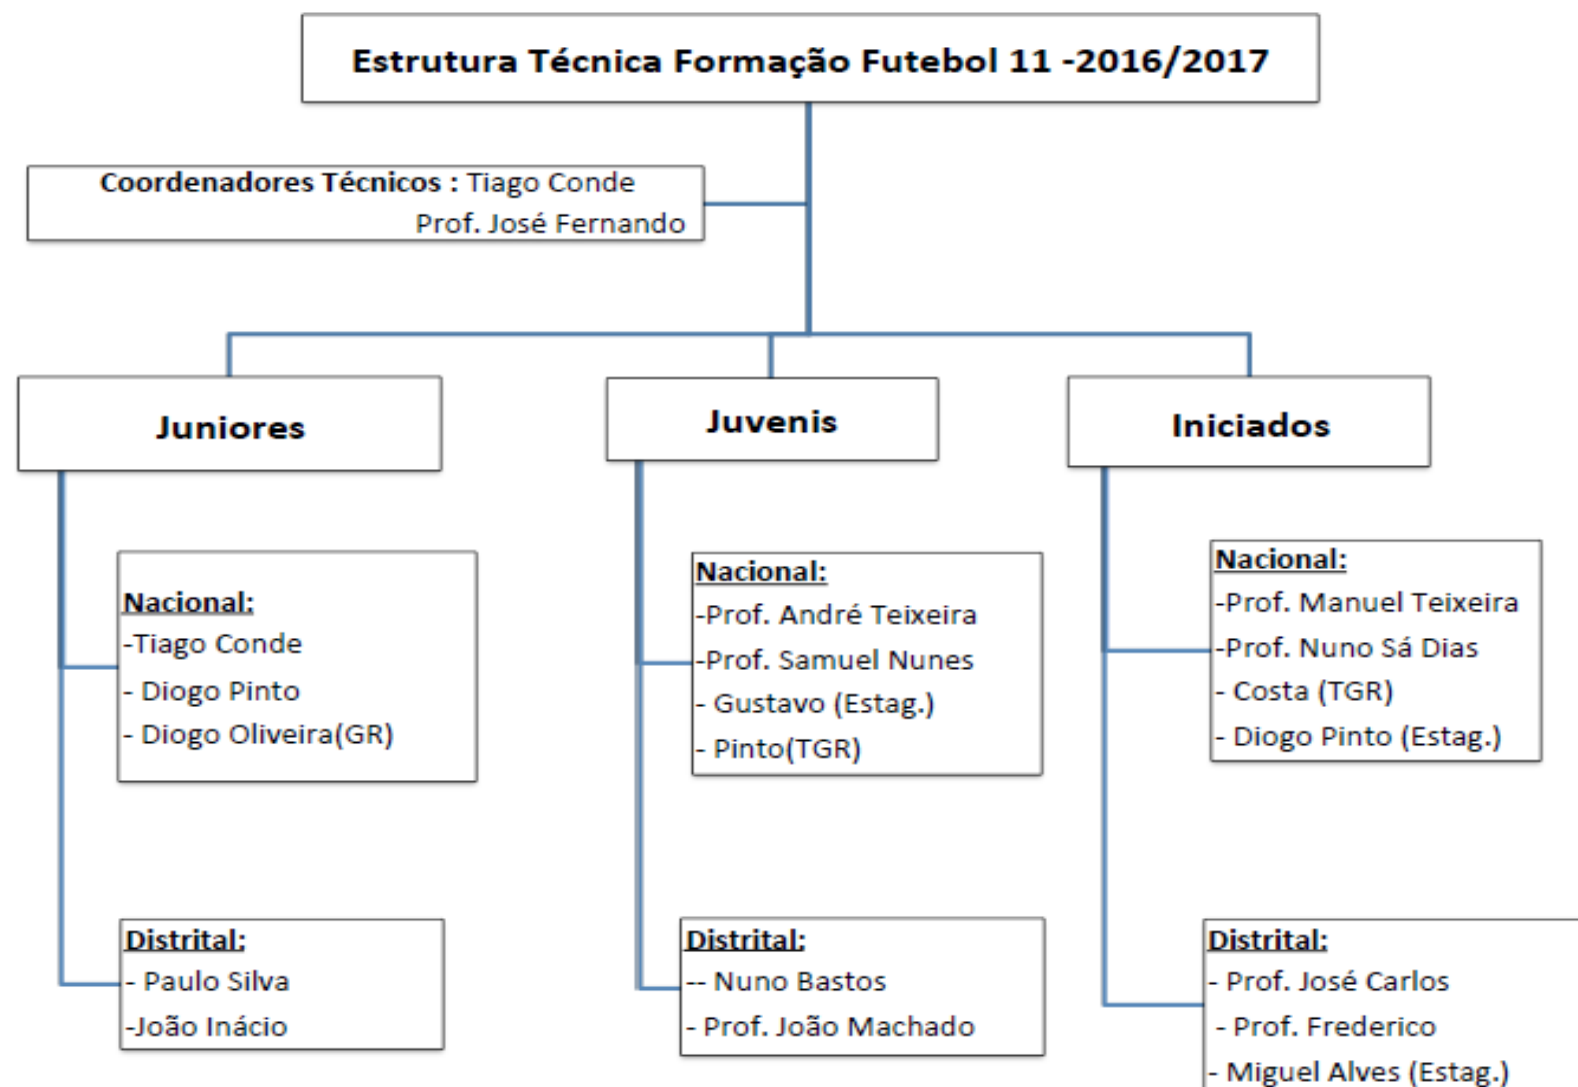 Estrutura Técnica Formação Futebol 11 -2016/2017
Coordenadores Técnicos : Tiago Conde
Prof. José Fernando
Juniores
Nacional:
-Tiago Conde
- Diogo Pinto
- Diogo Oliveira(GR)
Distrital:
- Paulo Silva
-João Inácio
Juvenis
Nacional:
-Prof. André Teixeira
-Prof. Samuel Nunes
- Gustavo (Estag.)
- Pinto(TGR)
Distrital:
-- Nuno Bastos
- Prof. João Machado
Iniciados
Nacional:
-Prof. Manuel Teixeira
-Prof. Nuno Sá Dias
- Costa (TGR)
- Diogo Pinto (Estag.)
Distrital:
- Prof. José Carlos
- Prof. Frederico
- Miguel Alves (Estag.)